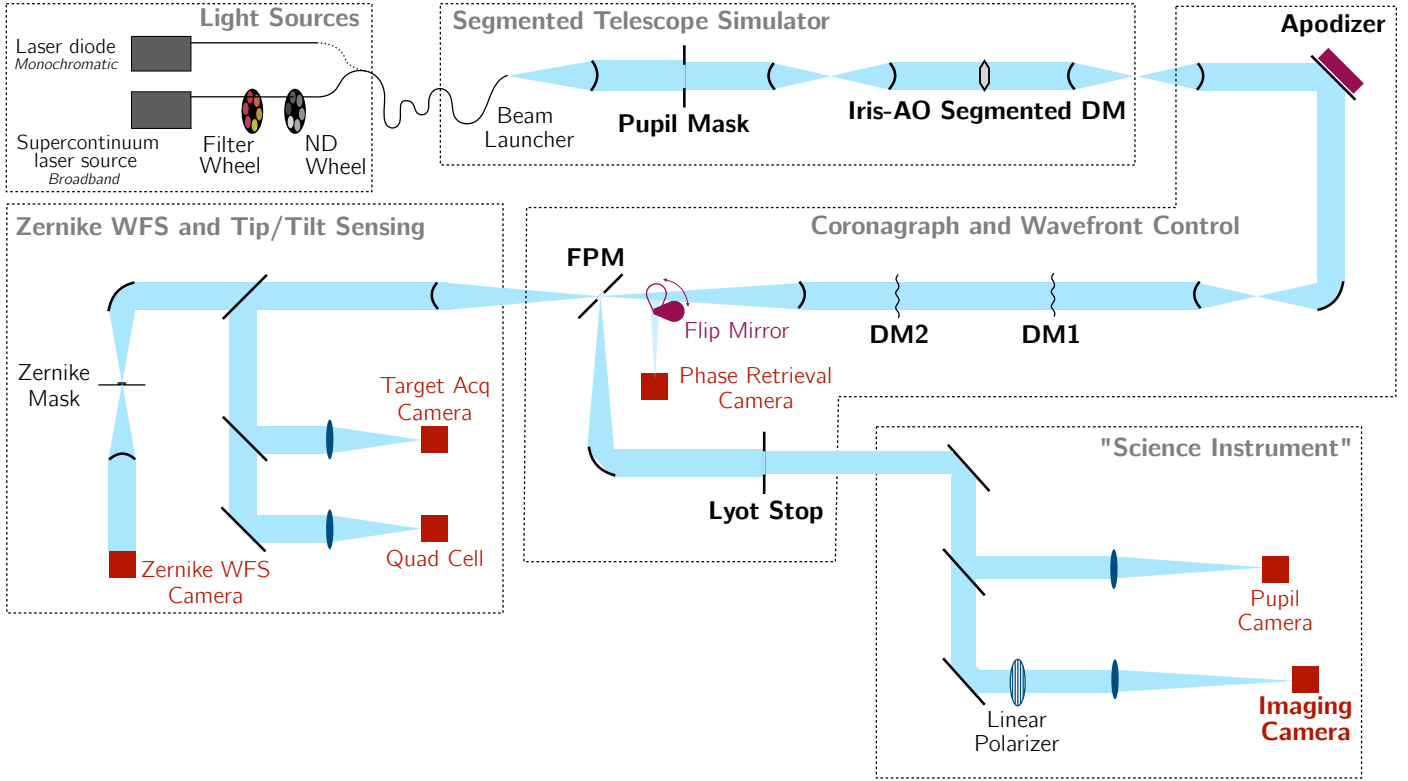 Light Sources
Laser diode
Monochromatic
Supercontinuum
laser source
Broadband
Filter
Wheel
ND
Wheel
Segmented Telescope Simulator
Beam
Launcher
Pupil Mask
Iris-AO Segmented DM
Apodizer
Zernike WFS and Tip/Tilt Sensing
Zernike
Mask
Target Acq
Camera
Quad Cell
Zernike WFS
Camera
Coronagraph and Wavefront Control
FPM
Flip Mirror
DM2
DM1
Phase Retrieval
Camera
Lyot Stop
"Science Instrument"
Pupil
Camera
Linear
Polarizer
Imaging
Camera